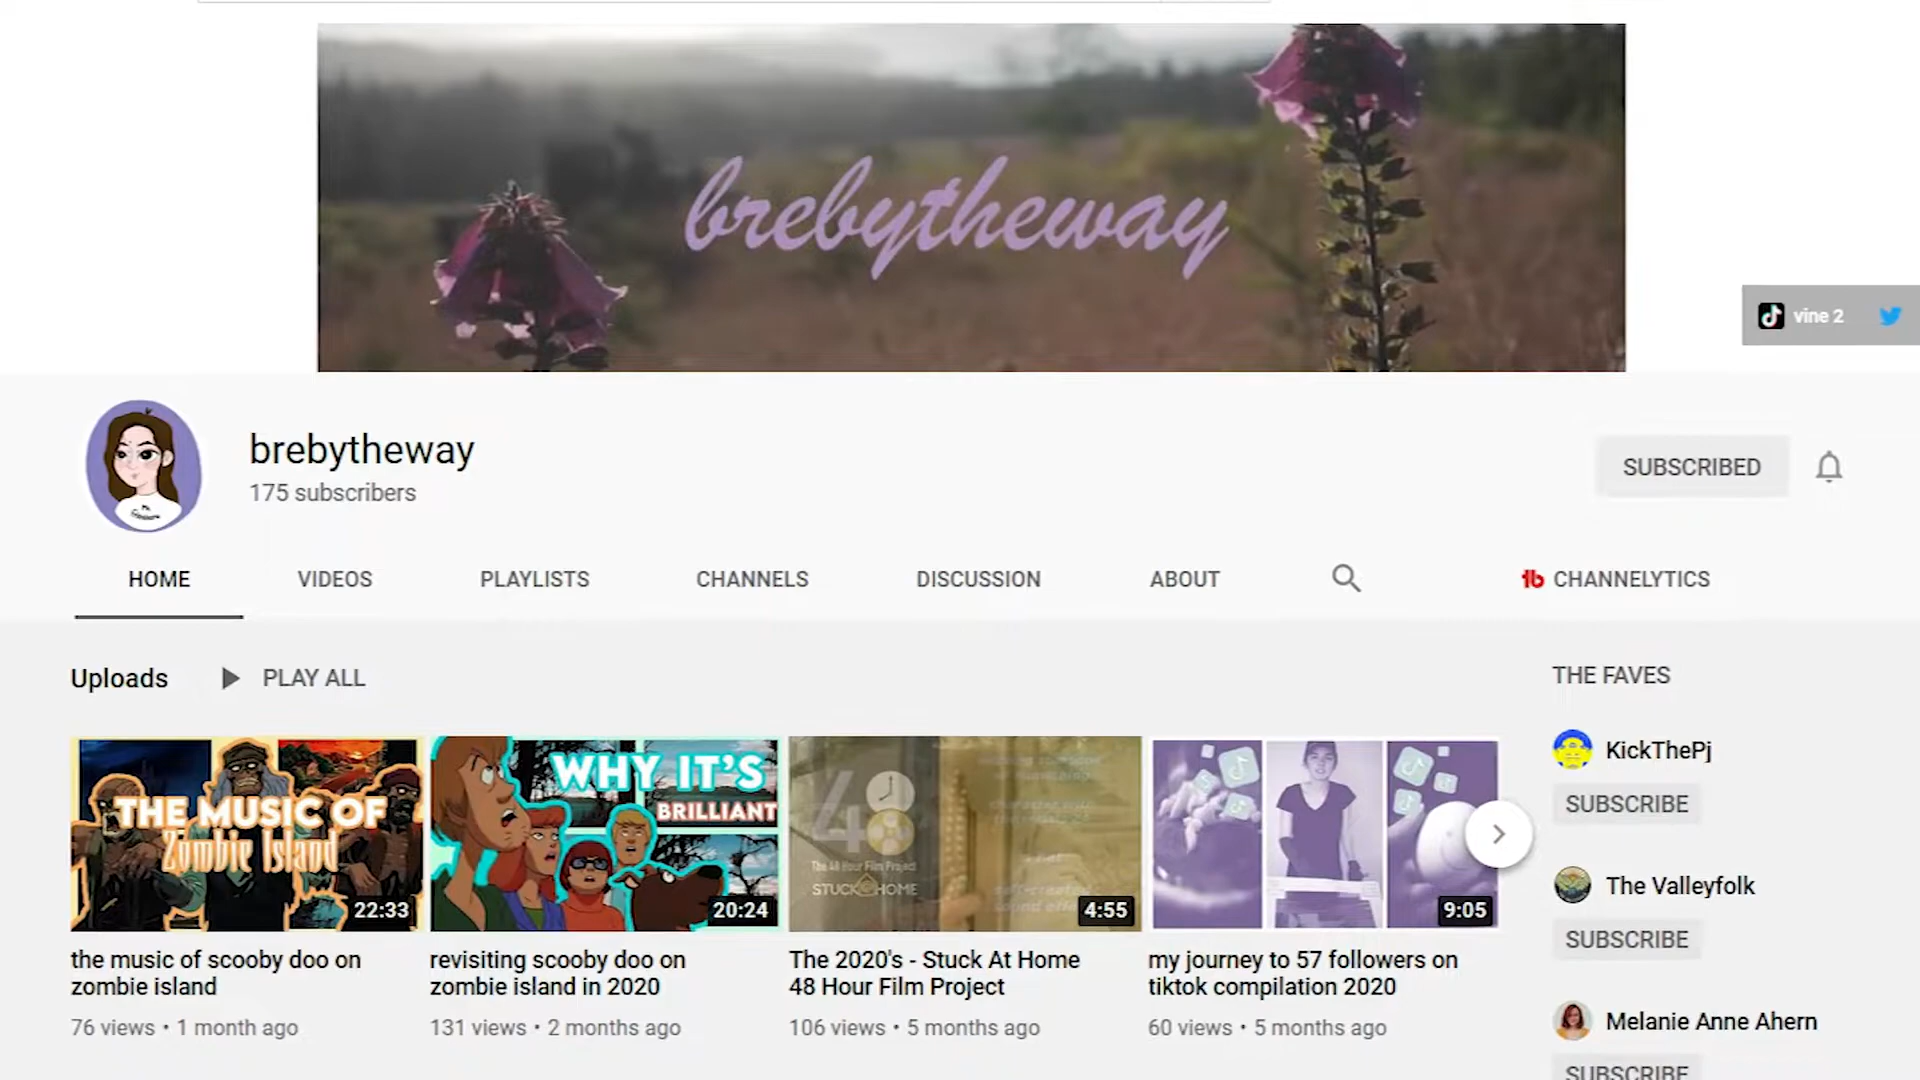 brebytheway
vine 2
brebytheway
175 subscribers
SUBSCRIBED
HOME
VIDEOS
PLAYLISTS
CHANNELS
DISCUSSION
ABOUT
CHANNELYTICS
Uploads
PLAY ALL
THE MUSIC OF
Zombie Island
22:33
the music of scooby doo on
zombie island
76 views • 1 month ago
WHY IT'S
BRILLIANT
20:24
revisiting scooby doo on
zombie island in 2020
131 views • 2 months ago
48
The 48 Hour Film Project
STUCK@HOME
4:55
The 2020's - Stuck At Home
48 Hour Film Project
106 views • 5 months ago
9:05
my journey to 57 followers on
tiktok compilation 2020
60 views • 5 months ago
THE FAVES
KickThePj
SUBSCRIBE
The Valleyfolk
SUBSCRIBE
Melanie Anne Ahern
SUBSCRIBE